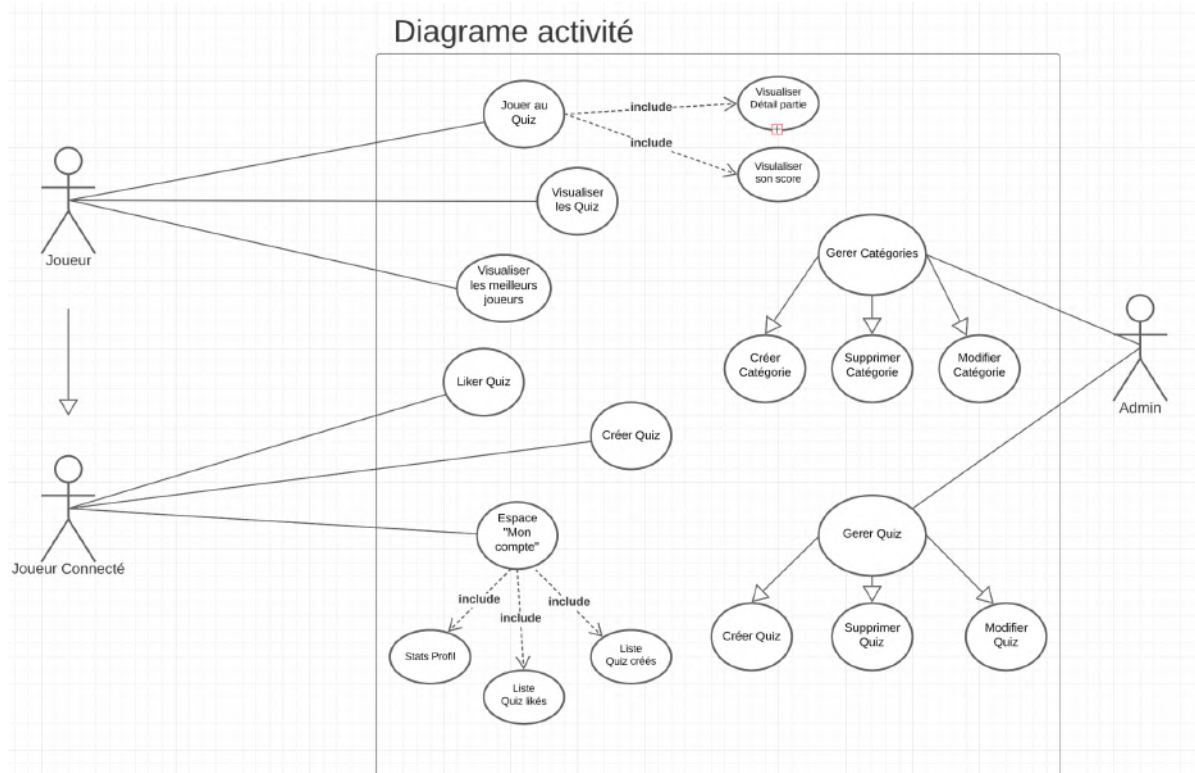 Diagrame activité
Jouer au
Quiz
include
include
Visualiser
Détail partie
Visulaliser
son score
Visualiser
les Quiz
Joueur
Visualiser
les meilleurs
joueurs
Gerer Catégories
Créer
Catégorie
Supprimer
Catégorie
Modifier
Catégorie
Admin
Liker Quiz
Créer Quiz
Joueur Connecté
Espace
"Mon
compte"
include
include
include
Stats Profil
Liste
Quiz likés
Liste
Quiz créés
Gerer Quiz
Créer Quiz
Supprimer
Quiz
Modifier
Quiz